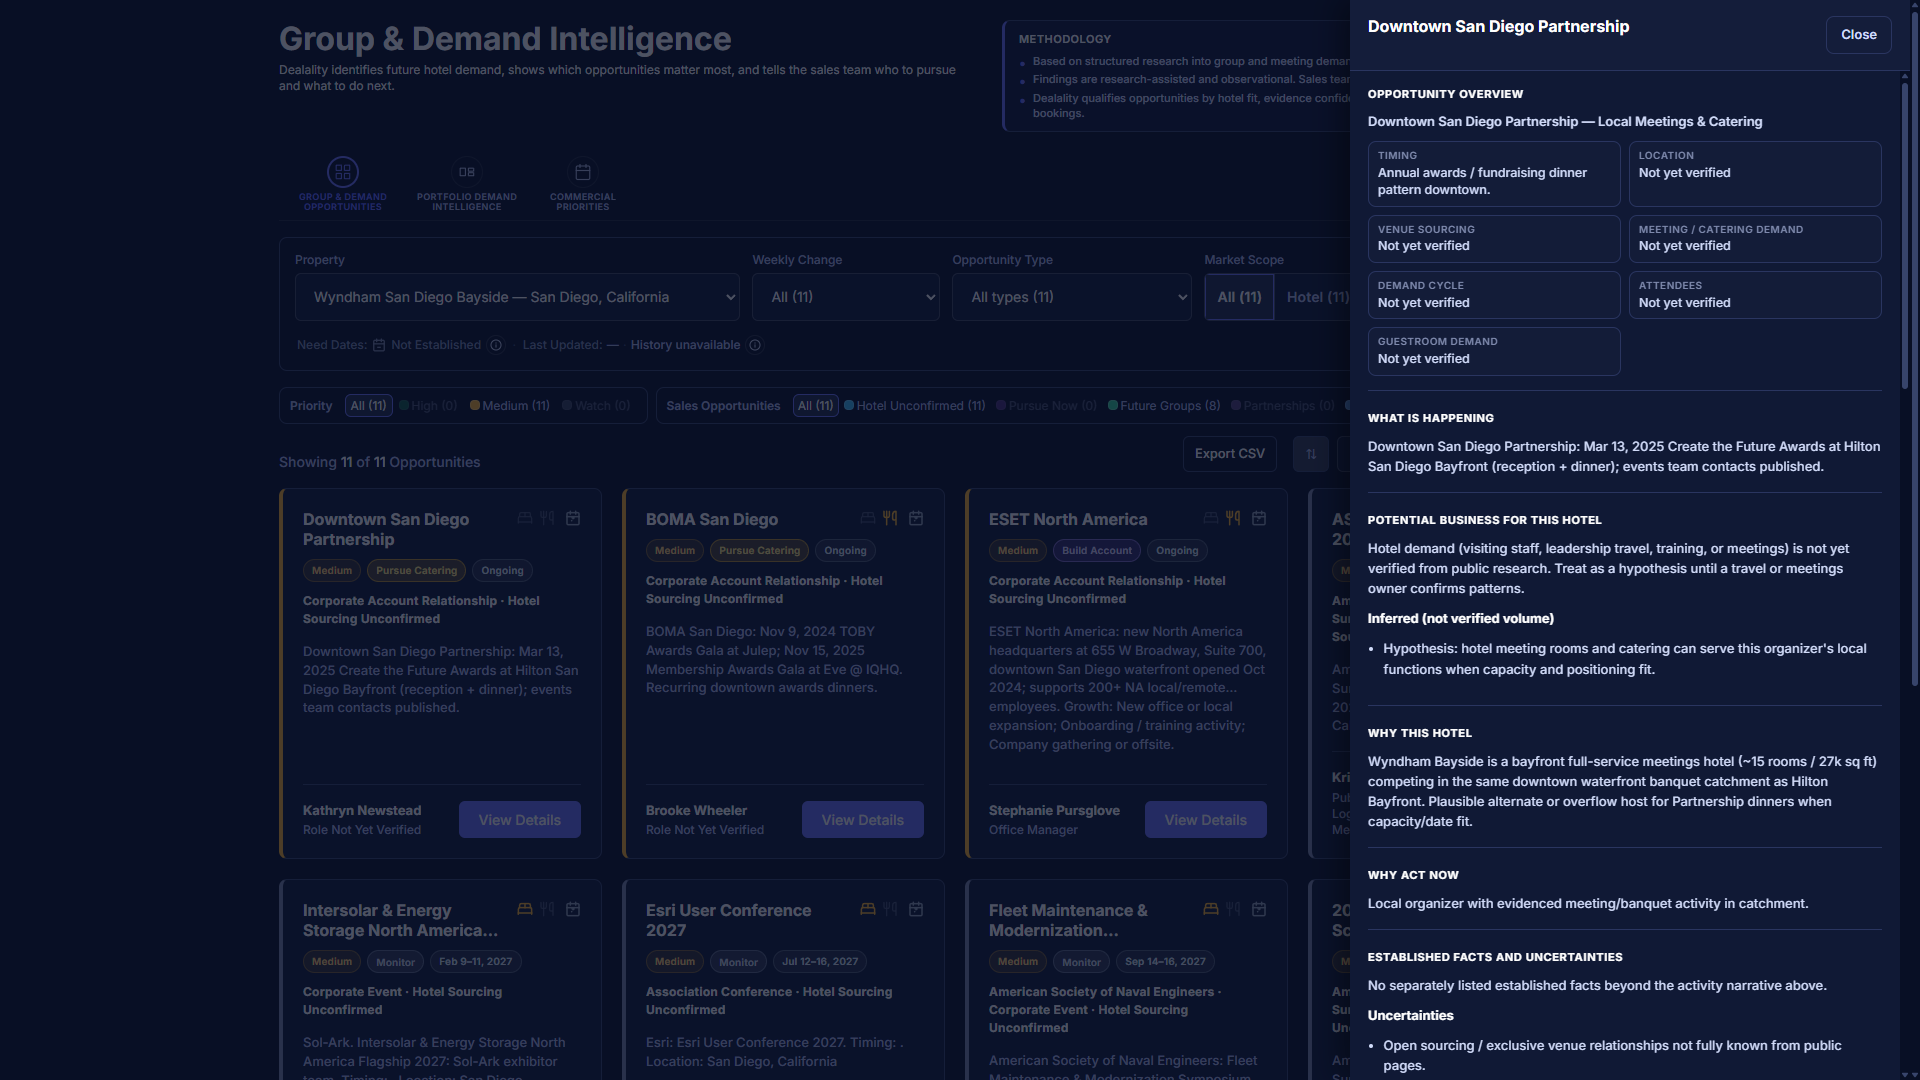 Group & Demand Intelligence
Dealality identifies future hotel demand, shows which opportunities matter most, and tells the sales team who to pursue
and what to do next.
METHODOLOGY
Based on structured research into group and meeting
Findings are research-assisted and observational. Sales
Dealality qualifies opportunities by hotel fit, evidence
bookings.
GROUP & DEMAND
OPPORTUNITIES
PORTFOLIO DEMAND
INTELLIGENCE
COMMERCIAL
PRIORITIES
Property
Weekly Change
Opportunity Type
Market Scope
Wyndham San Diego Bayside — San Diego, California
All (11)
All types (11)
All (11)
Hotel (11)
Need Dates: Not Established · Last Updated: — · History unavailable
Priority All (11) High (0) Medium (11) Watch (0)
Sales Opportunities All (11) Hotel Unconfirmed (11) Pursue Now (0) Future Groups (8) Partnerships (0)
Showing 11 of 11 Opportunities
Export CSV
Downtown San Diego
Partnership
Medium
Pursue Catering
Ongoing
Corporate Account Relationship · Hotel
Sourcing Unconfirmed
Downtown San Diego Partnership: Mar 13,
2025 Create the Future Awards at Hilton San
Diego Bayfront (reception + dinner); events
team contacts published.
Kathryn Newstead
Role Not Yet Verified
View Details
BOMA San Diego
Medium
Pursue Catering
Ongoing
Corporate Account Relationship · Hotel
Sourcing Unconfirmed
BOMA San Diego: Nov 9, 2024 TOBY
Awards Gala at Julep; Nov 15, 2025
Membership Awards Gala at Eve @ IQHQ.
Recurring downtown awards dinners.
Brooke Wheeler
Role Not Yet Verified
View Details
ESET North America
Medium
Build Account
Ongoing
Corporate Account Relationship · Hotel
Sourcing Unconfirmed
ESET North America: new North America
headquarters at 655 W Broadway, Suite 700,
downtown San Diego waterfront opened Oct
2024; supports 200+ NA local/remote...
employees. Growth: New office or local
expansion; Onboarding / training activity;
Company gathering or offsite.
Stephanie Pursglove
Office Manager
View Details
Intersolar & Energy
Storage North America...
Medium
Monitor
Feb 9–11, 2027
Corporate Event · Hotel Sourcing
Unconfirmed
Sol-Ark. Intersolar & Energy Storage North
America Flagship 2027: Sol-Ark exhibitor
team. Timing: . Location: San Diego,
Esri User Conference
2027
Medium
Monitor
Jul 12–16, 2027
Association Conference · Hotel Sourcing
Unconfirmed
Esri: Esri User Conference 2027. Timing: .
Location: San Diego, California
Fleet Maintenance &
Modernization...
Medium
Monitor
Sep 14–16, 2027
American Society of Naval Engineers ·
Corporate Event · Hotel Sourcing
Unconfirmed
American Society of Naval Engineers: Fleet
Maintenance & Modernization Symposium
Downtown San Diego Partnership
Close
OPPORTUNITY OVERVIEW
Downtown San Diego Partnership — Local Meetings & Catering
TIMING
Annual awards / fundraising dinner
pattern downtown.
LOCATION
Not yet verified
VENUE SOURCING
Not yet verified
MEETING / CATERING DEMAND
Not yet verified
DEMAND CYCLE
Not yet verified
ATTENDEES
Not yet verified
GUESTROOM DEMAND
Not yet verified
WHAT IS HAPPENING
Downtown San Diego Partnership: Mar 13, 2025 Create the Future Awards at Hilton
San Diego Bayfront (reception + dinner); events team contacts published.
POTENTIAL BUSINESS FOR THIS HOTEL
Hotel demand (visiting staff, leadership travel, training, or meetings) is not yet
verified from public research. Treat as a hypothesis until a travel or meetings
owner confirms patterns.
Inferred (not verified volume)
• Hypothesis: hotel meeting rooms and catering can serve this organizer's local
functions when capacity and positioning fit.
WHY THIS HOTEL
Wyndham Bayside is a bayfront full-service meetings hotel (~15 rooms / 27k sq ft)
competing in the same downtown waterfront banquet catchment as Hilton
Bayfront. Plausible alternate or overflow host for Partnership dinners when
capacity/date fit.
WHY ACT NOW
Local organizer with evidenced meeting/banquet activity in catchment.
ESTABLISHED FACTS AND UNCERTAINTIES
No separately listed established facts beyond the activity narrative above.
Uncertainties
• Open sourcing / exclusive venue relationships not fully known from public
pages.